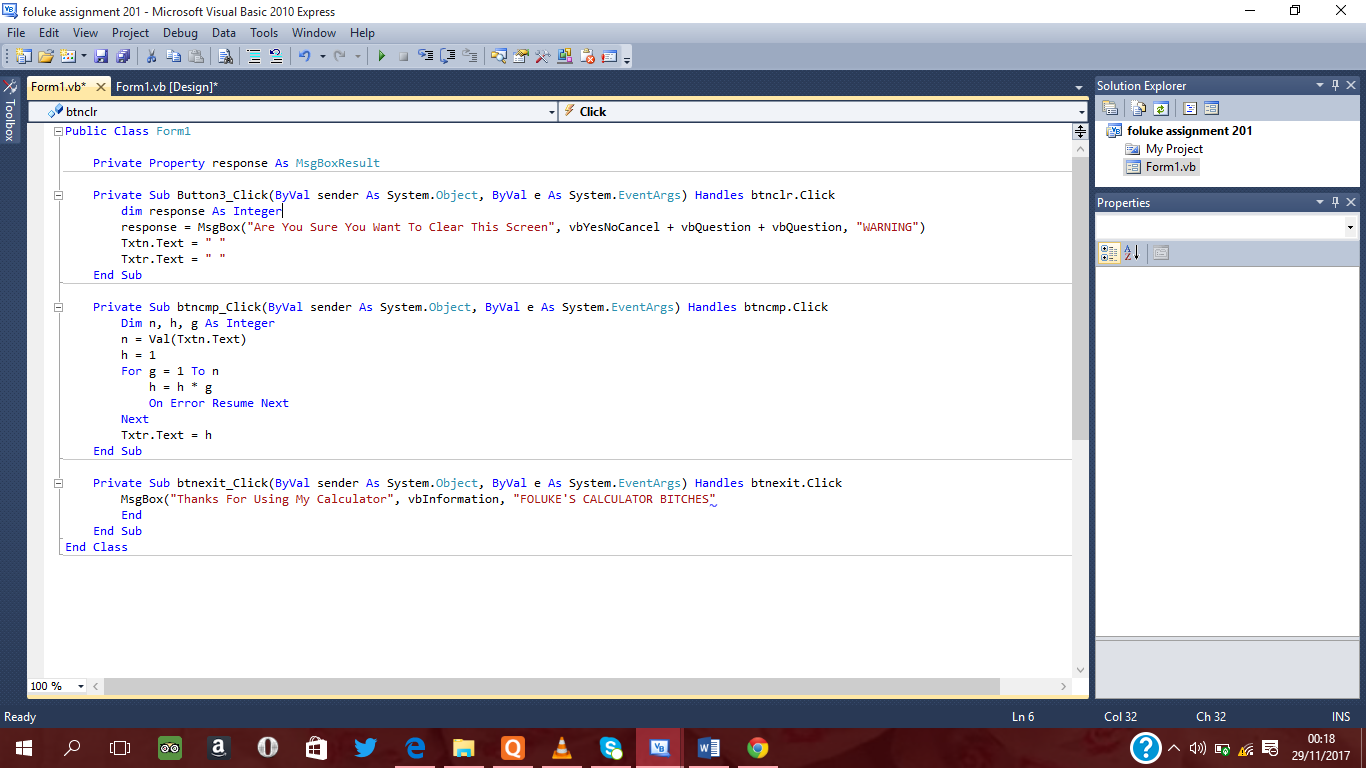 foluke assignment 201 - Microsoft Visual Basic 2010 Express
File Edit View Project Debug Data Tools Window Help
Toolbox
Form1.vb* Form1.vb [Design]*
btnclr Click
Public Class Form1
Private Property response As MsgBoxResult
Private Sub Button3_Click(ByVal sender As System.Object, ByVal e As System.EventArgs) Handles btnclr.Click
dim response As Integer
response = MsgBox("Are You Sure You Want To Clear This Screen", vbYesNoCancel + vbQuestion + vbQuestion, "WARNING")
Txtn.Text = " "
Txtr.Text = " "
End Sub
Private Sub btncmp_Click(ByVal sender As System.Object, ByVal e As System.EventArgs) Handles btncmp.Click
Dim n, h, g As Integer
n = Val(Txtn.Text)
h = 1
For g = 1 To n
h = h * g
On Error Resume Next
Next
Txtr.Text = h
End Sub
Private Sub btnexit_Click(ByVal sender As System.Object, ByVal e As System.EventArgs) Handles btnexit.Click
MsgBox("Thanks For Using My Calculator", vbInformation, "FOLUKE'S CALCULATOR BITCHES"
End
End Sub
End Class
100 %
Solution Explorer
foluke assignment 201
My Project
Form1.vb
Properties
Ready Ln 6 Col 32 Ch 32 INS
00:18
29/11/2017